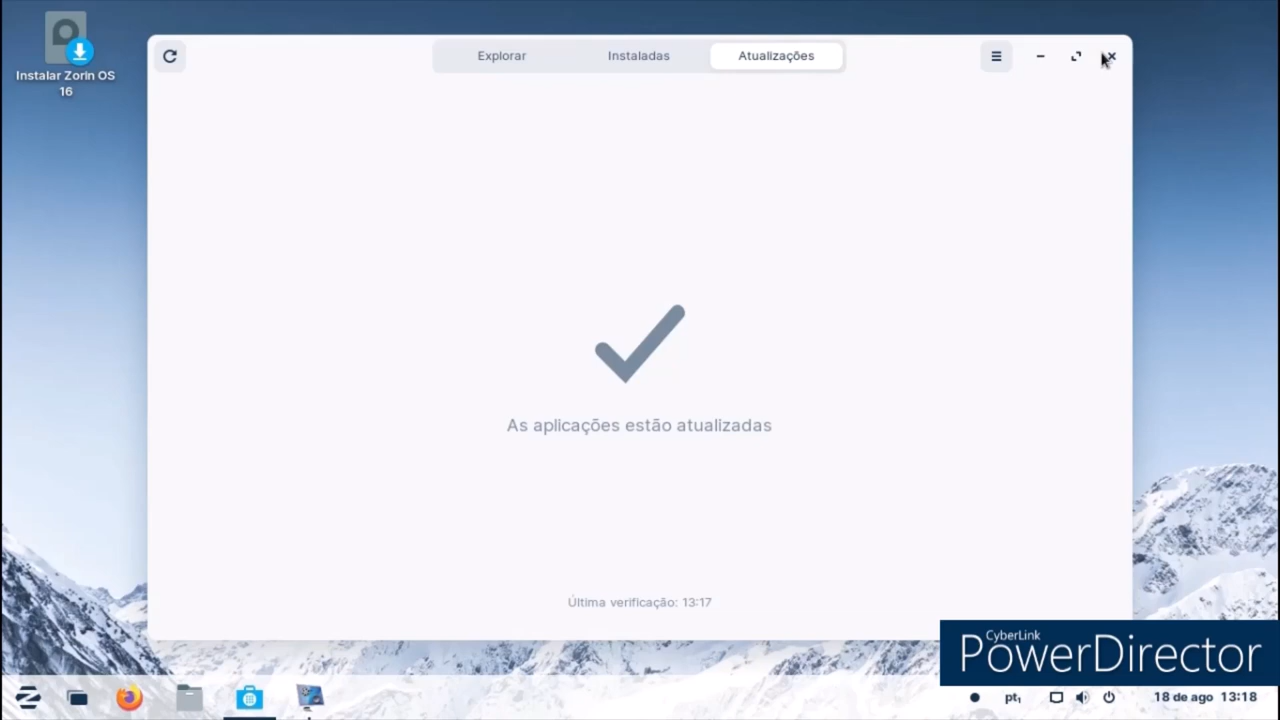 Instalar Zorin OS
16
Explorar
Instaladas
Atualizações
As aplicações estão atualizadas
Última verificação: 13:17
CyberLink
PowerDirector
pt₁
18 de ago 13:18